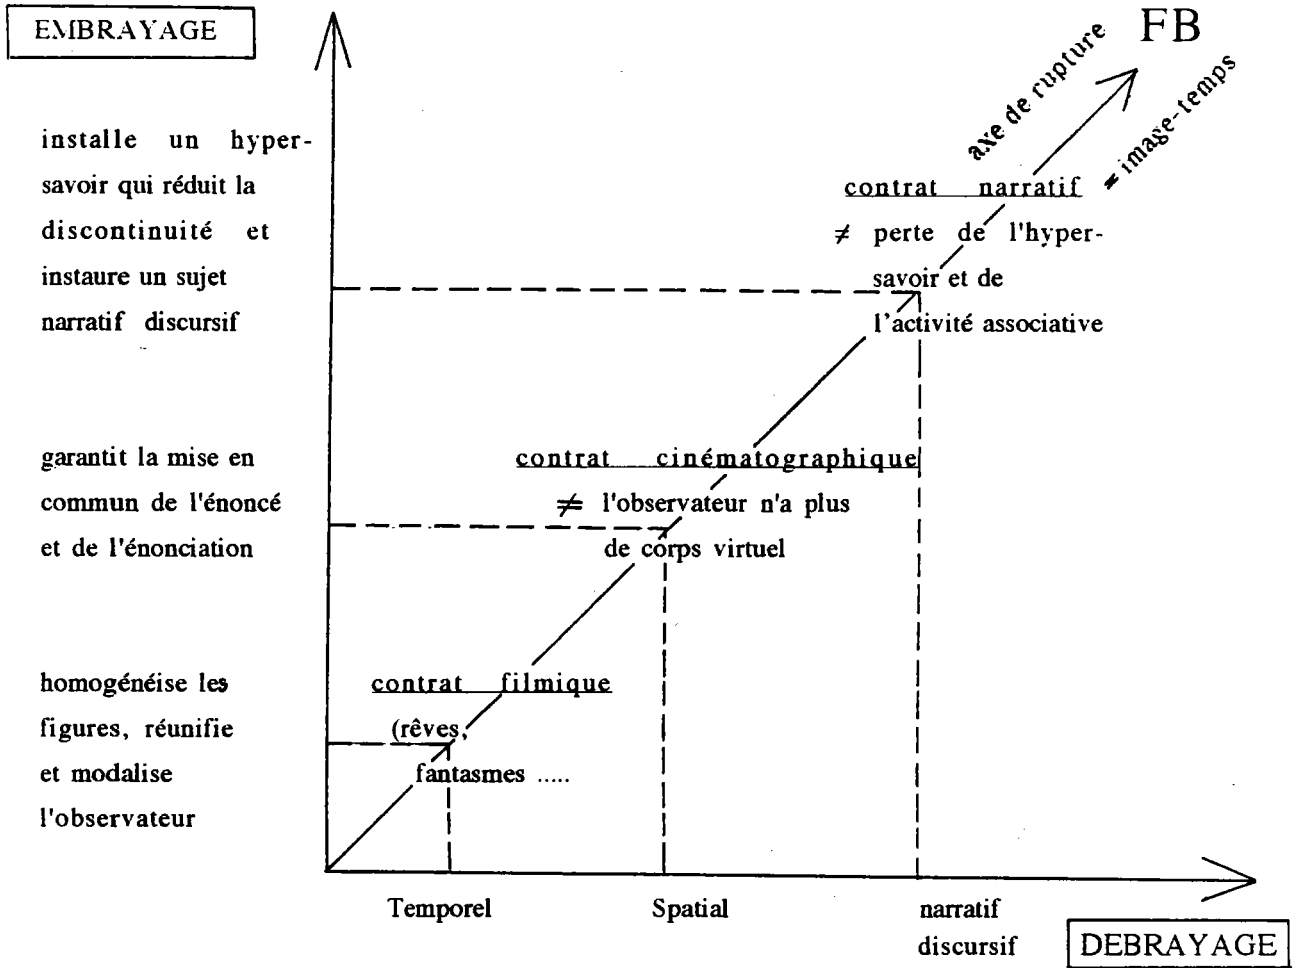 EMBRAYAGE
FB
axe de rupture
≠ image-temps
installe un hyper-
savoir qui réduit la
discontinuité et
instaure un sujet
narratif discursif
contrat narratif
≠ perte de l'hyper-
savoir et de
l'activité associative
garantit la mise en
commun de l'énoncé
et de l'énonciation
contrat cinématographique
≠ l'observateur n'a plus
de corps virtuel
homogénéise les
figures, réunifie
et modalise
l'observateur
contrat filmique
(rêves,
fantasmes .....
Temporel
Spatial
narratif
discursif
DEBRAYAGE